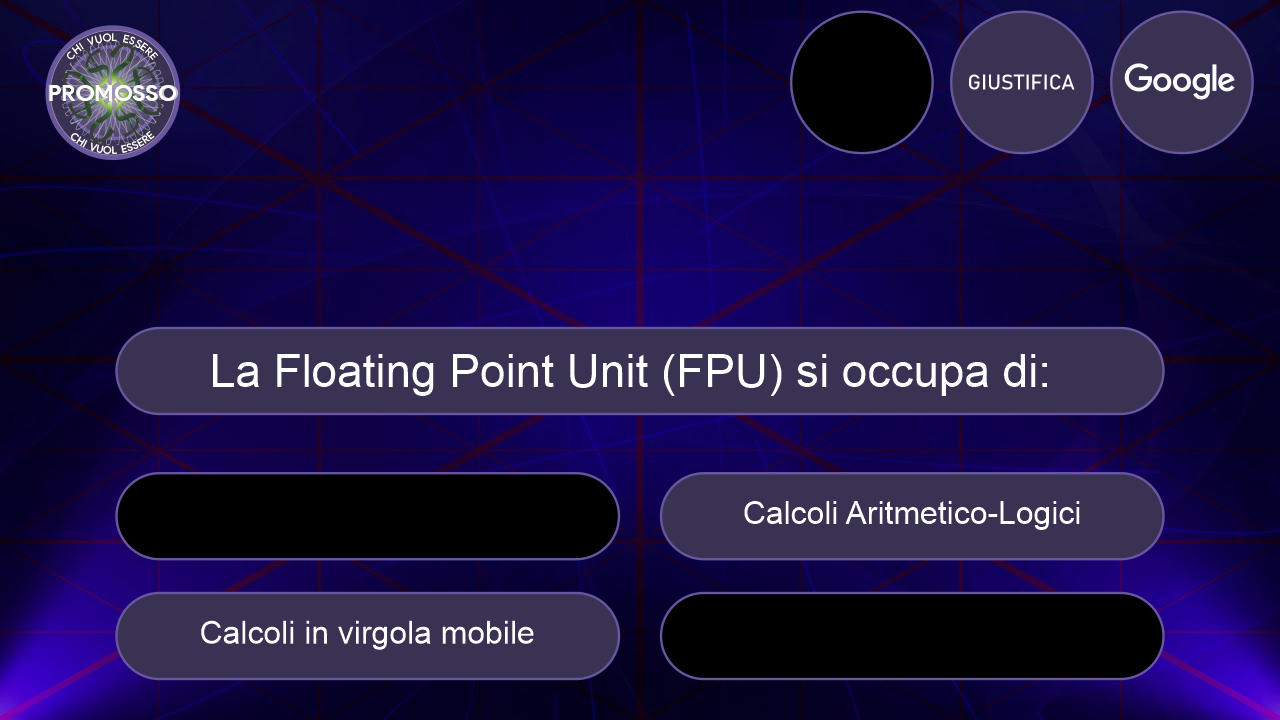 CHI VUOL ESSERE
PROMOSSO
CHI VUOL ESSERE
GIUSTIFICA
Google
La Floating Point Unit (FPU) si occupa di:
Calcoli Aritmetico-Logici
Calcoli in virgola mobile